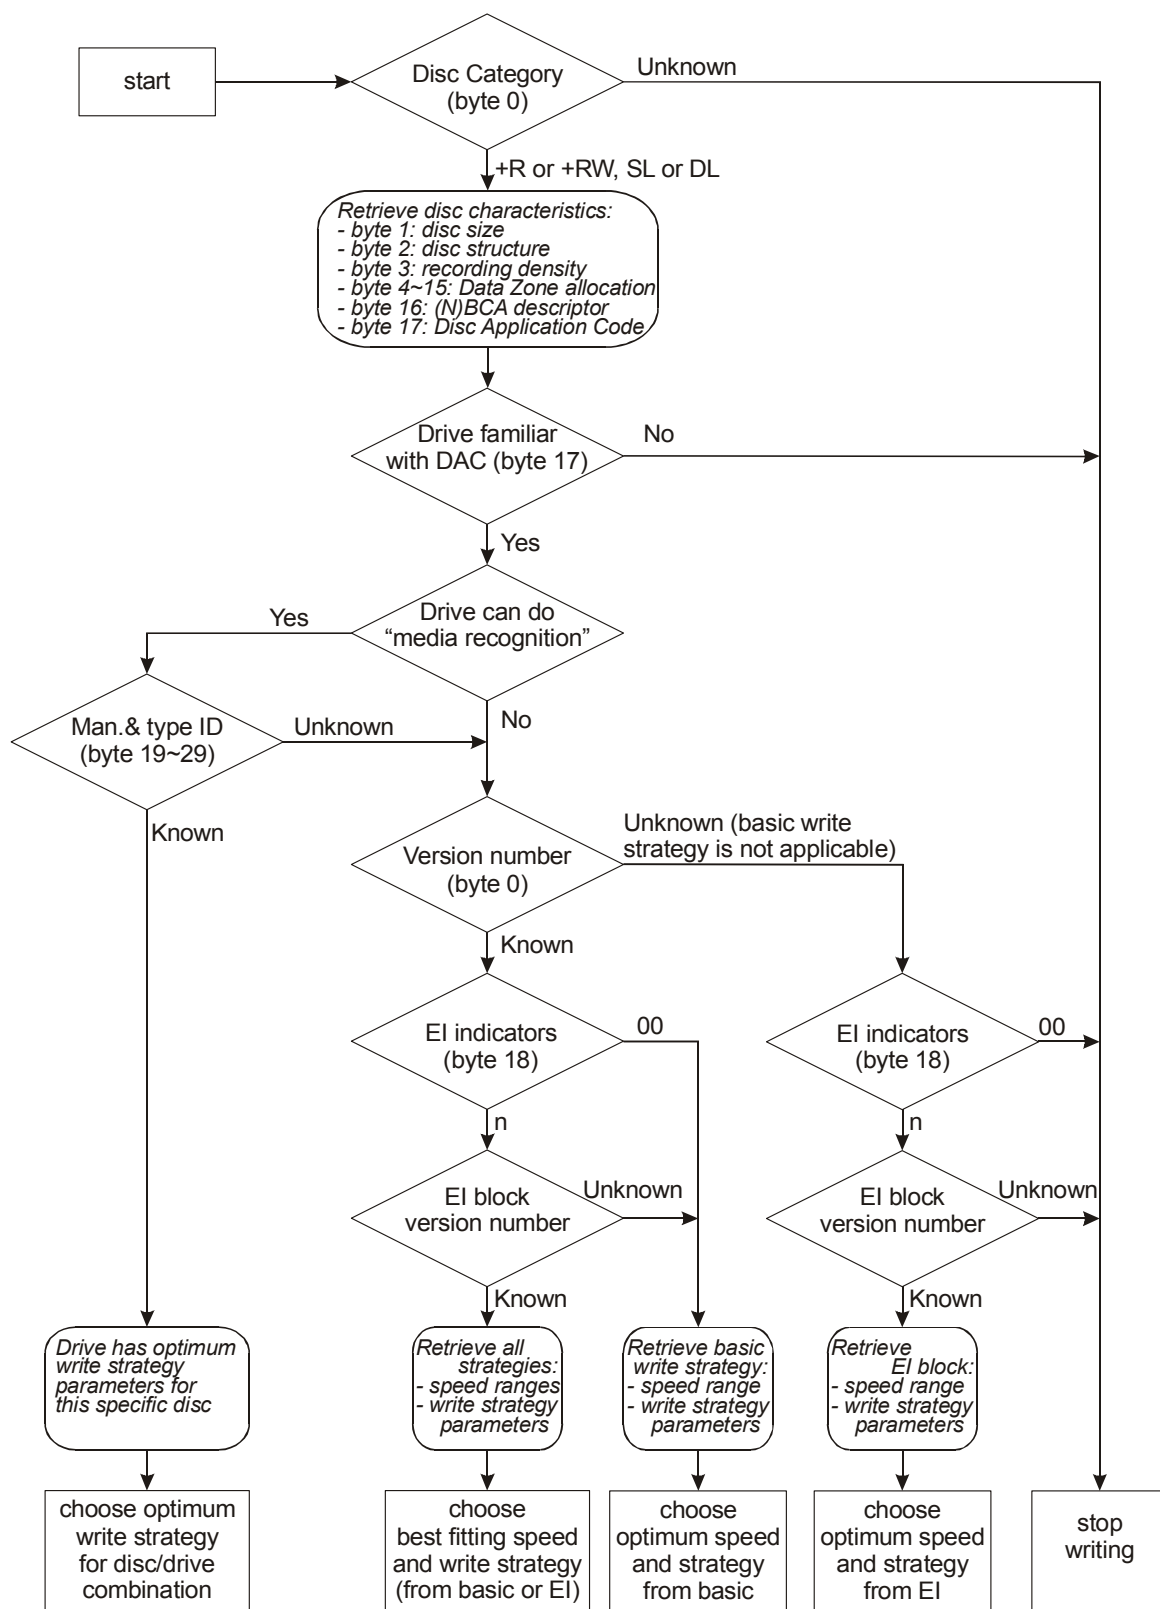 start
Disc Category
(byte 0)
Unknown
+R or +RW, SL or DL
Retrieve disc characteristics:
- byte 1: disc size
- byte 2: disc structure
- byte 3: recording density
- byte 4~15: Data Zone allocation
- byte 16: (N)BCA descriptor
- byte 17: Disc Application Code
Drive familiar
with DAC (byte 17)
No
Yes
Drive can do
“media recognition”
Yes
No
Man.& type ID
(byte 19~29)
Unknown
Known
Version number
(byte 0)
Unknown (basic write
strategy is not applicable)
Known
EI indicators
(byte 18)
00
n
EI indicators
(byte 18)
00
n
EI block
version number
Unknown
Known
EI block
version number
Unknown
Known
Drive has optimum
write strategy
parameters for
this specific disc
Retrieve all
strategies:
- speed ranges
- write strategy
parameters
Retrieve basic
write strategy:
- speed range
- write strategy
parameters
Retrieve
EI block:
- speed range
- write strategy
parameters
choose optimum
write strategy
for disc/drive
combination
choose
best fitting speed
and write strategy
(from basic or EI)
choose
optimum speed
and strategy
from basic
choose
optimum speed
and strategy
from EI
stop
writing